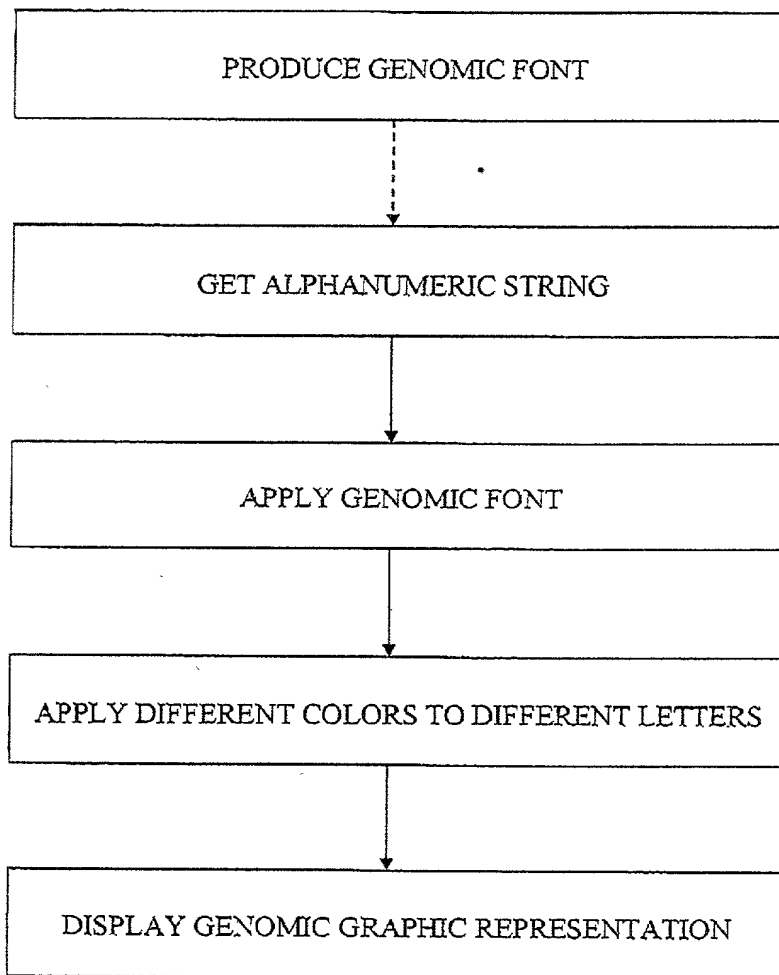 PRODUCE GENOMIC FONT
GET ALPHANUMERIC STRING
APPLY GENOMIC FONT
APPLY DIFFERENT COLORS TO DIFFERENT LETTERS
DISPLAY GENOMIC GRAPHIC REPRESENTATION